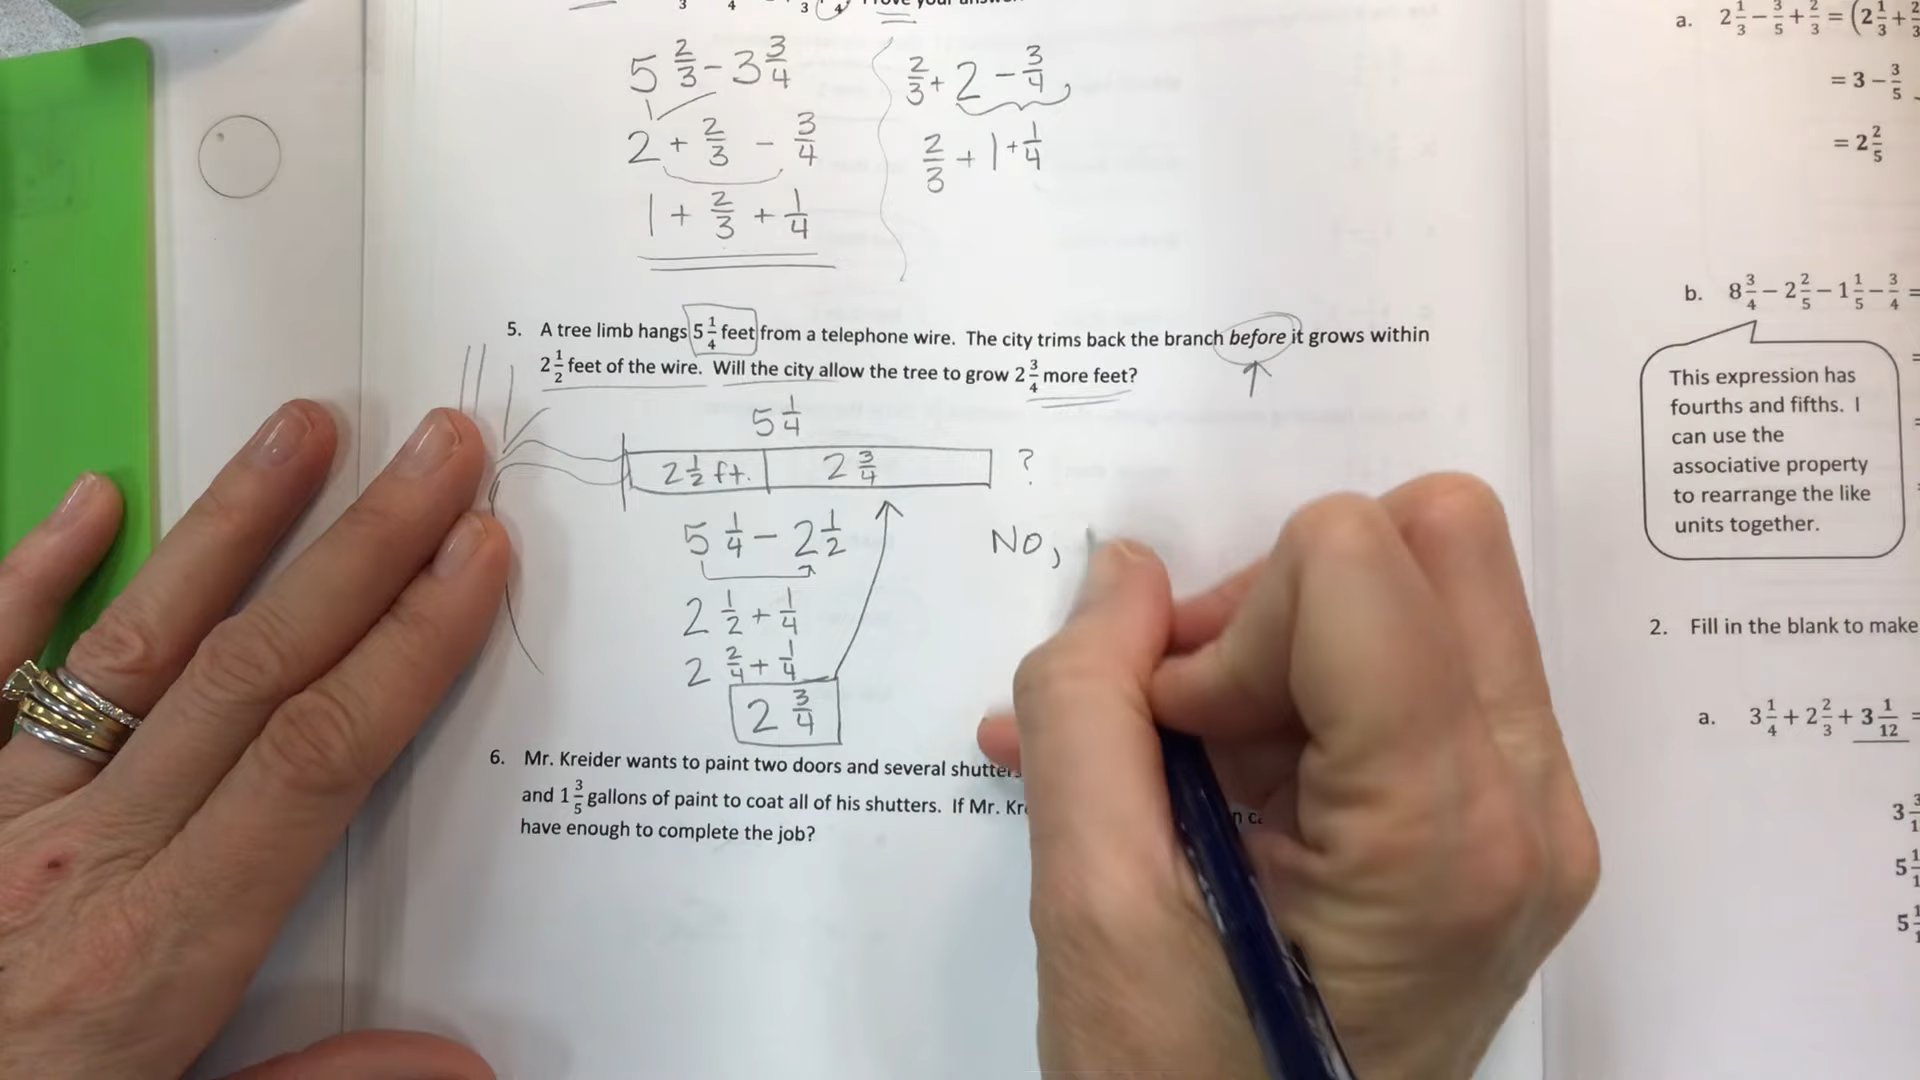 5 2/3 - 3 3/4
2 + 2/3 - 3/4
1 + 2/3 + 1/4
2/3 + 2 - 3/4
2/3 + 1 + 1/4
5. A tree limb hangs 5 1/4 feet from a telephone wire. The city trims back the branch before it grows within
2 1/2 feet of the wire. Will the city allow the tree to grow 2 3/4 more feet?
5 1/4
2 1/2 ft. 2 3/4 ?
5 1/4 - 2 1/2
2 1/2 + 1/4
2 2/4 + 1/4
2 3/4
No,
6. Mr. Kreider wants to paint two doors and several shutters
and 1 3/5 gallons of paint to coat all of his shutters. If Mr.
have enough to complete the job?
a. 2 1/3 - 3/5 + 2/3 = (2 1/3 +
= 3 - 3/5
= 2 2/5
b. 8 3/4 - 2 2/5 - 1 1/5 - 3/4 =
=
This expression has
fourths and fifths. I
can use the
associative property
to rearrange the like
units together.
2. Fill in the blank to make
a. 3 1/4 + 2 2/3 + 3 1/12 =
3
5
5